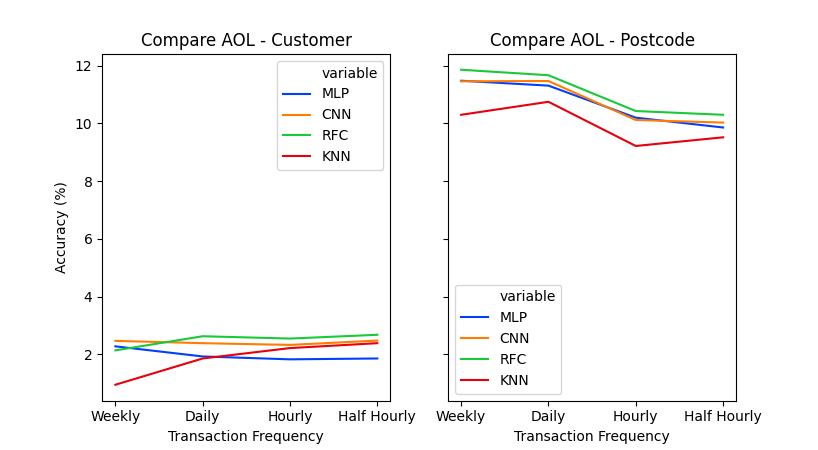 Compare AOL - Customer
Accuracy (%)
12
10
8
6
4
2
variable
MLP
CNN
RFC
KNN
Weekly Daily Hourly Half Hourly
Transaction Frequency
Compare AOL - Postcode
variable
MLP
CNN
RFC
KNN
Weekly Daily Hourly Half Hourly
Transaction Frequency